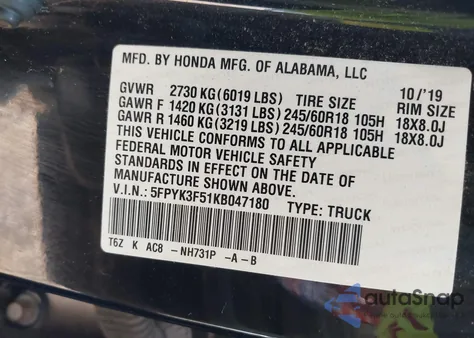 MFD. BY HONDA MFG. OF ALABAMA, LLC 10/'19
GVWR 2730 KG (6019 LBS) TIRE SIZE RIM SIZE
GAWR F 1420 KG (3131 LBS) 245/60R18 105H 18X8.0J
GAWR R 1460 KG (3219 LBS) 245/60R18 105H 18X8.0J
THIS VEHICLE CONFORMS TO ALL APPLICABLE
FEDERAL MOTOR VEHICLE SAFETY
STANDARDS IN EFFECT ON THE DATE OF
MANUFACTURE SHOWN ABOVE.
V.I.N.: 5FPYK3F51KB047180 TYPE: TRUCK
T6Z K AC8 -NH731P -A -B
autoSnap